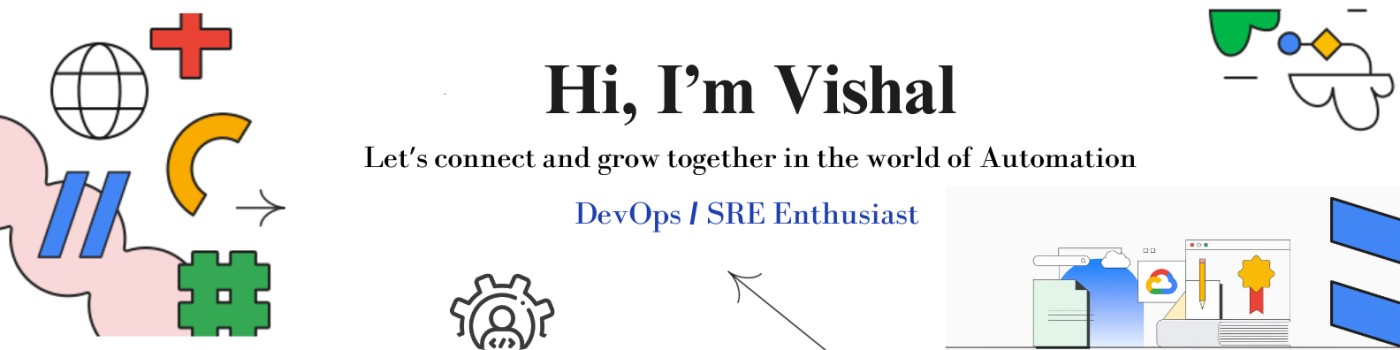 Hi, I'm Vishal
Let's connect and grow together in the world of Automation
DevOps / SRE Enthusiast